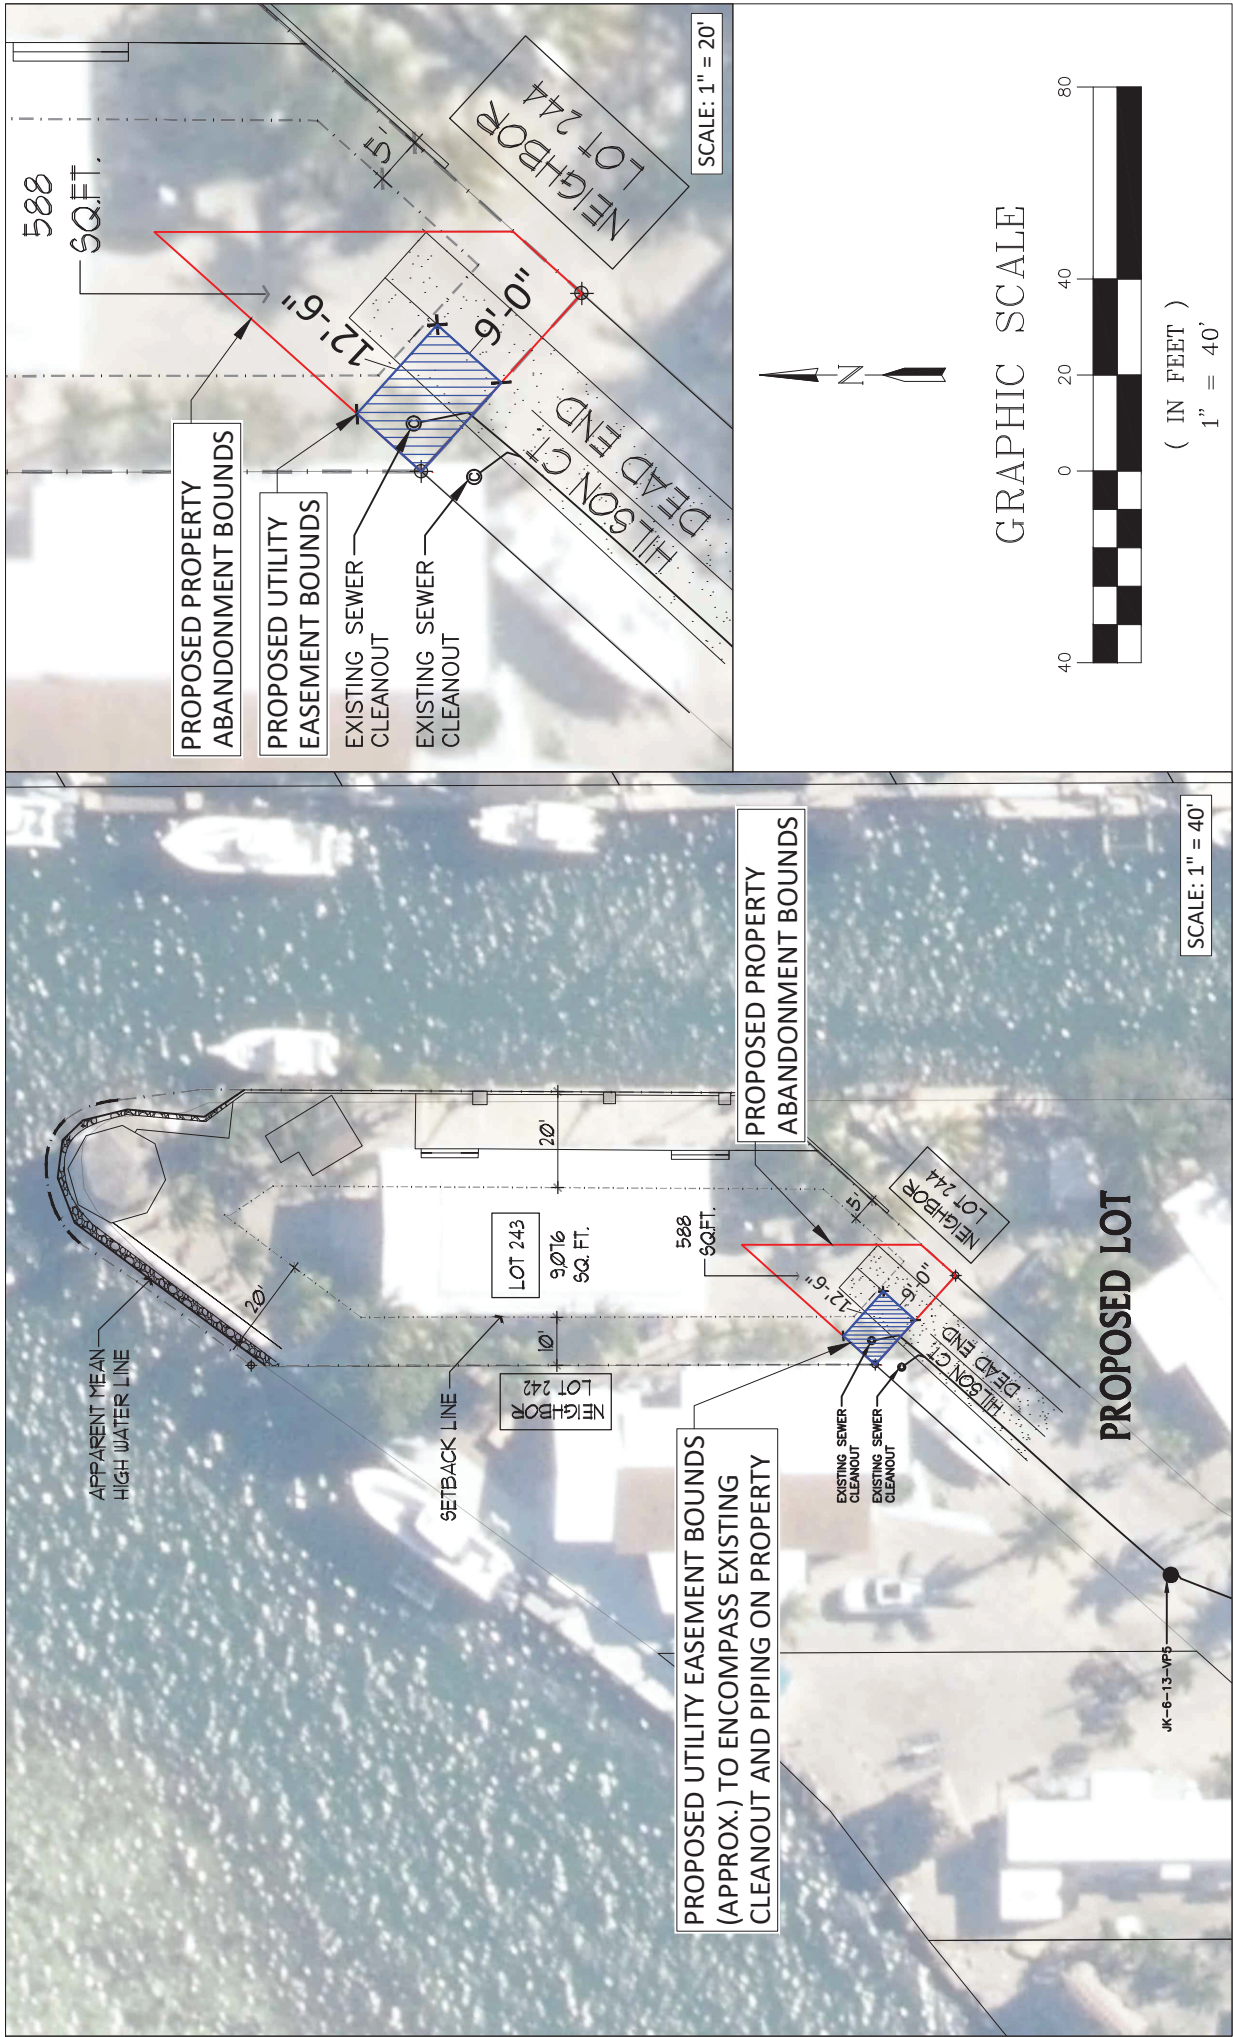 APPARENT MEAN
HIGH WATER LINE
20'
SETBACK LINE
LOT 243
9,076
SQ. FT.
20'
10'
NEIGHBOR
LOT 242
588
SQ.FT.
5'
12'-6"
9'-0"
NEIGHBOR
LOT 244
HILSON CT.
DEAD END
PROPOSED PROPERTY
ABANDONMENT BOUNDS
PROPOSED UTILITY EASEMENT BOUNDS
(APPROX.) TO ENCOMPASS EXISTING
CLEANOUT AND PIPING ON PROPERTY
EXISTING SEWER
CLEANOUT
EXISTING SEWER
CLEANOUT
JK-6-13-VP5
PROPOSED LOT
SCALE: 1" = 40'
588
SQ.FT.
5'
12'-6"
9'-0"
NEIGHBOR
LOT 244
HILSON CT.
DEAD END
PROPOSED PROPERTY
ABANDONMENT BOUNDS
PROPOSED UTILITY
EASEMENT BOUNDS
EXISTING SEWER
CLEANOUT
EXISTING SEWER
CLEANOUT
SCALE: 1" = 20'
N
GRAPHIC SCALE
40 0 20 40 80
( IN FEET )
1" = 40'